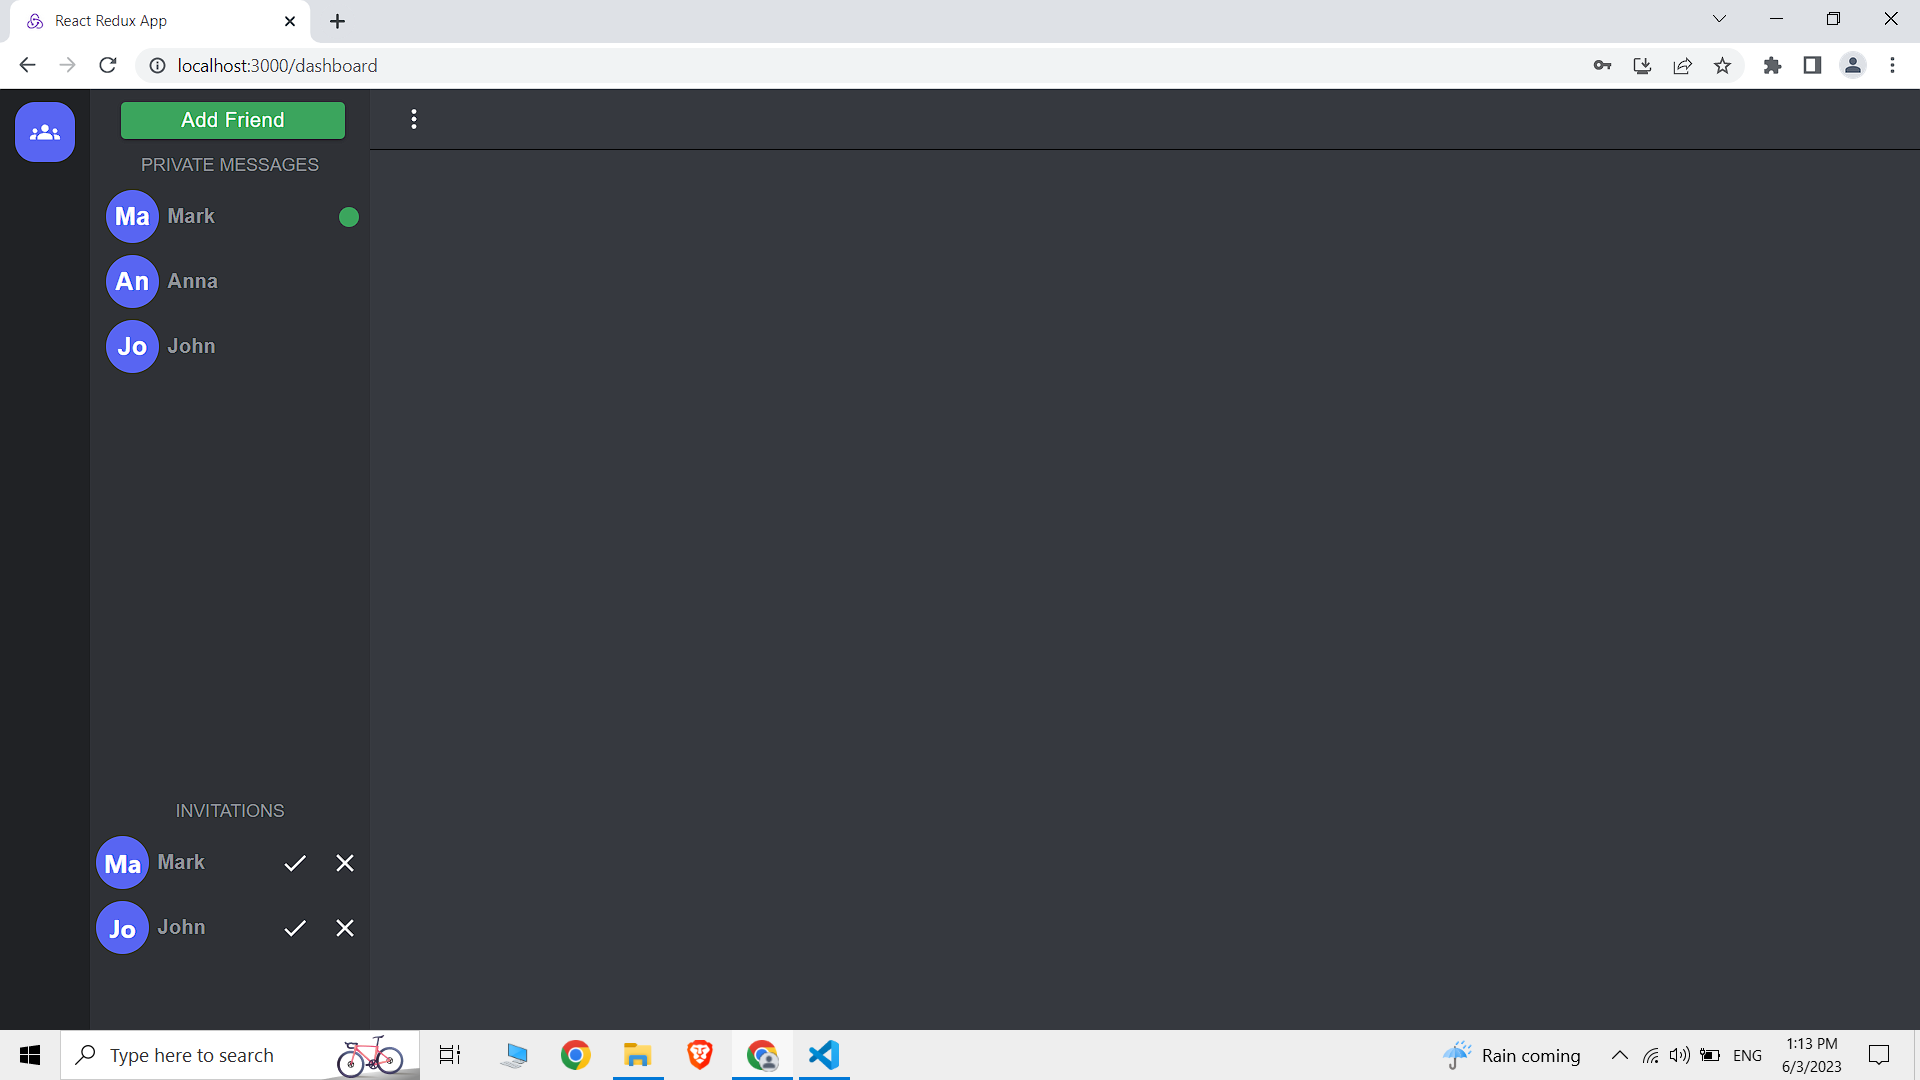 React Redux App
localhost:3000/dashboard
Add Friend
PRIVATE MESSAGES
Ma Mark
An Anna
Jo John
INVITATIONS
Ma Mark
Jo John
Type here to search
Rain coming
ENG
1:13 PM
6/3/2023